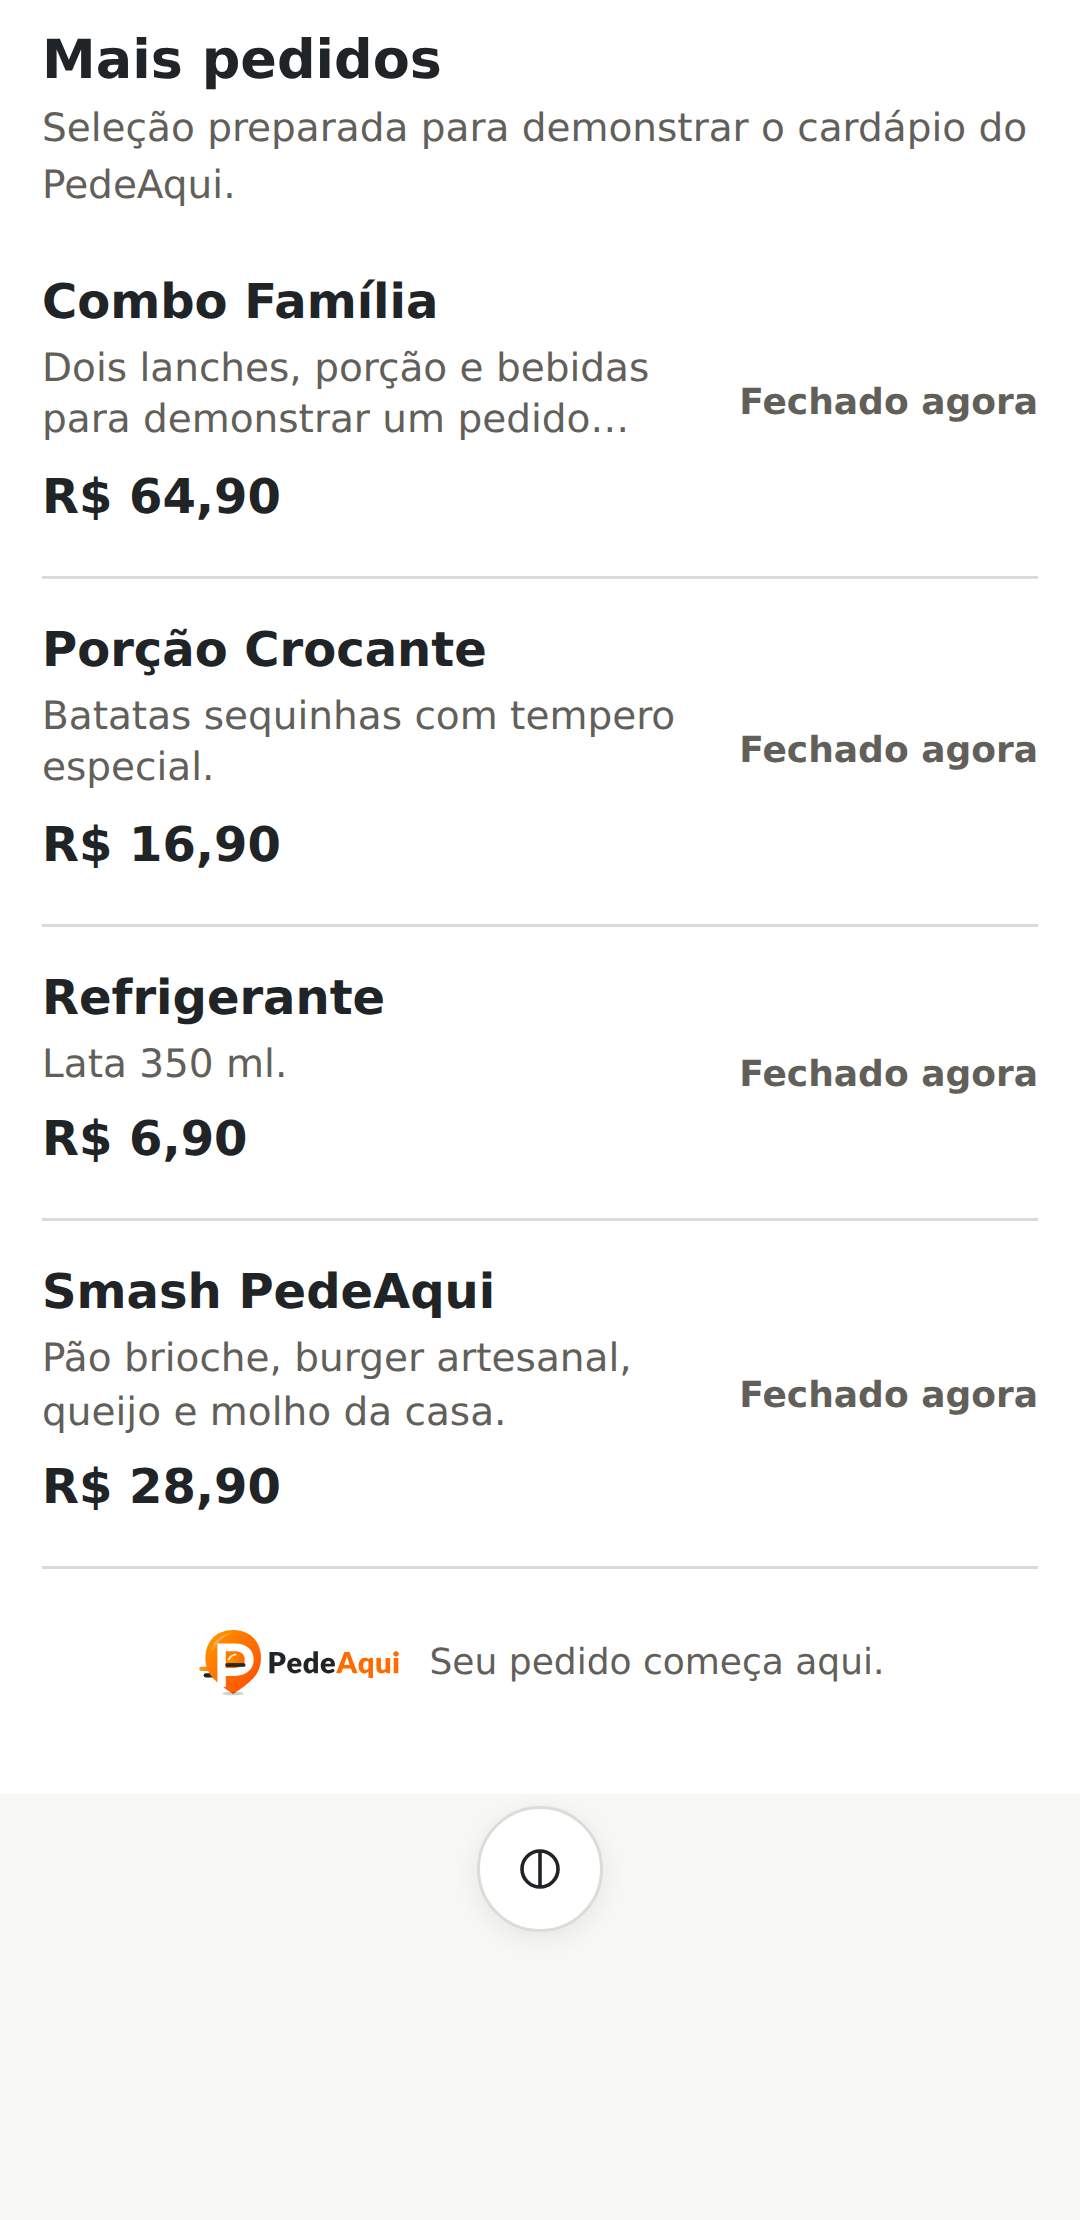 Mais pedidos
Seleção preparada para demonstrar o cardápio do
PedeAqui.
Combo Família
Dois lanches, porção e bebidas
para demonstrar um pedido…
Fechado agora
R$ 64,90
Porção Crocante
Batatas sequinhas com tempero
especial.
Fechado agora
R$ 16,90
Refrigerante
Lata 350 ml.
Fechado agora
R$ 6,90
Smash PedeAqui
Pão brioche, burger artesanal,
queijo e molho da casa.
Fechado agora
R$ 28,90
PedeAqui Seu pedido começa aqui.